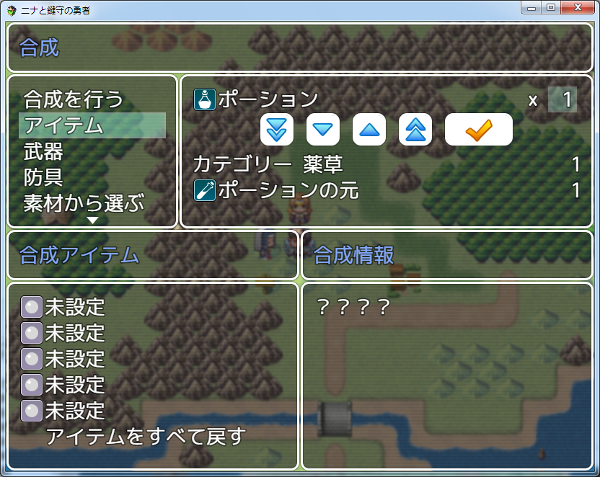 ニナと鍵守の勇者
合成
合成を行う
アイテム
武器
防具
素材から選ぶ
ポーション x 1
カテゴリー 薬草 1
ポーションの元 1
合成アイテム
合成情報
未設定
未設定
未設定
未設定
未設定
アイテムをすべて戻す
？？？？